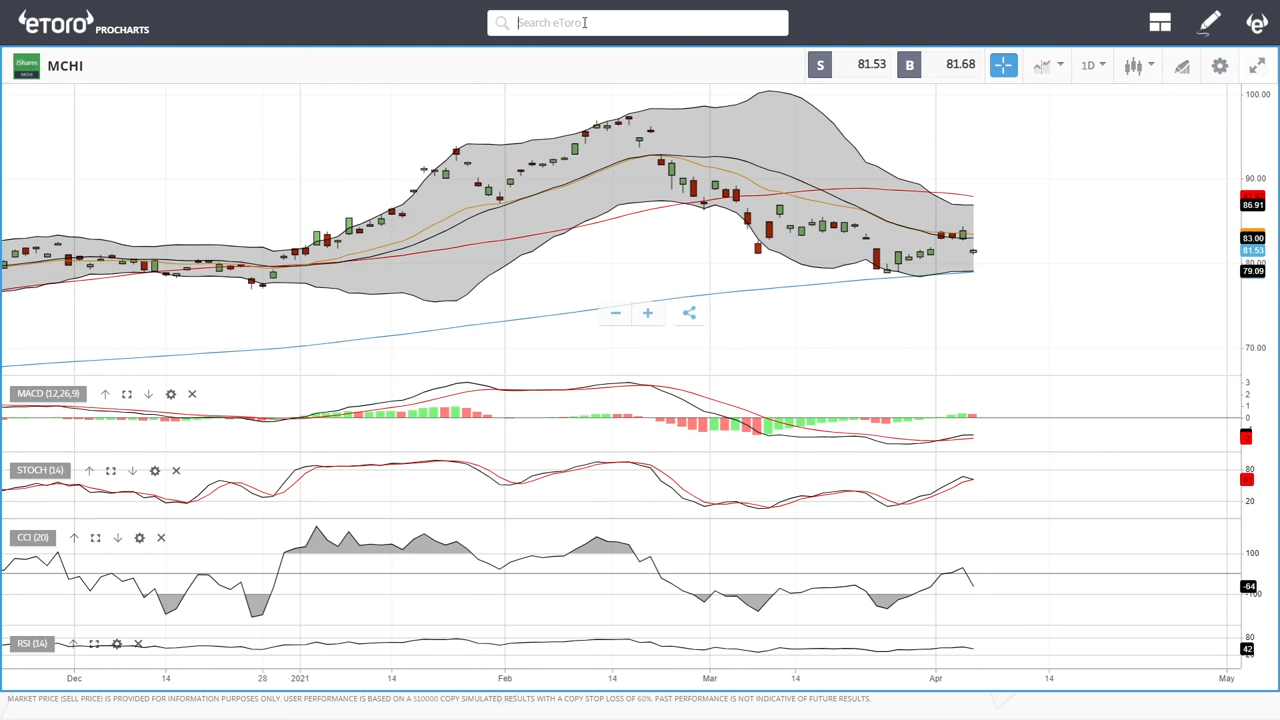 eToro PROCHARTS
Search eToro
iShares
MCHI
MCHI
S 81.53 B 81.68
1D
100.00
90.00
86.91
83.00
81.53
80.00
79.09
70.00
MACD (12,26,9)
3
2
1
0
STOCH (14)
80
20
CCI (20)
100
-64
-100
RSI (14)
80
42
Dec 14 28 2021 14 Feb 14 Mar 14 Apr 14 May
MARKET PRICE (SELL PRICE) IS PROVIDED FOR INFORMATION PURPOSES ONLY. USER PERFORMANCE IS BASED ON A $10000 COPY SIMULATED RESULTS WITH A COPY STOP LOSS OF 60%. PAST PERFORMANCE IS NOT INDICATIVE OF FUTURE RESULTS.